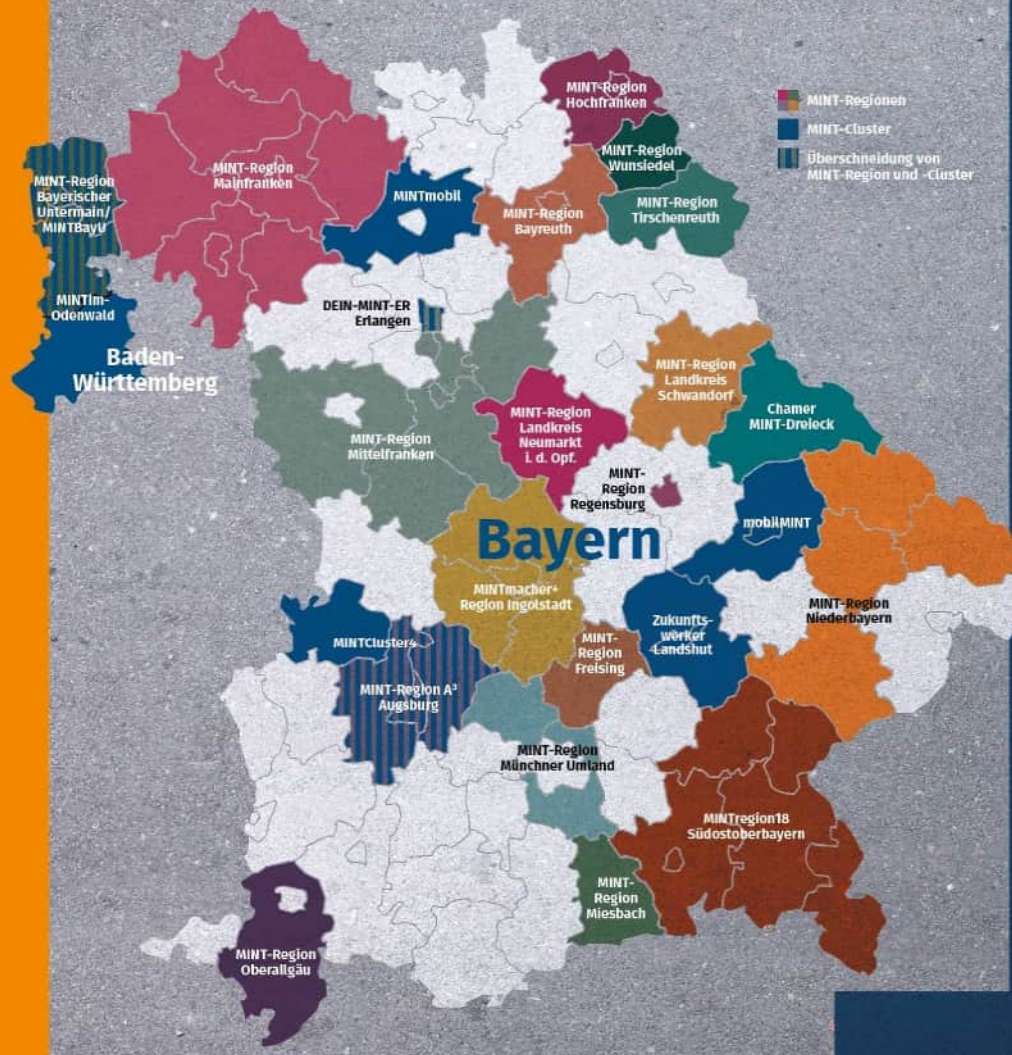 MINT-Region
Hochfranken
MINT-Regionen
MINT-Cluster
Überschneidung von
MINT-Region und -Cluster
MINT-Region
Wunsiedel
MINT-Region
Mainfranken
MINT-Region
Bayerischer
Untermain/
MINTBayU
MINTmobil
MINT-Region
Bayreuth
MINT-Region
Tirschenreuth
MINTim-
Odenwald
DEIN-MINT-ER
Erlangen
Baden-
Württemberg
MINT-Region
Landkreis
Schwandorf
Chamer
MINT-Dreieck
MINT-Region
Landkreis
Neumarkt
i. d. Opf.
MINT-Region
Mittelfranken
MINT-
Region
Regensburg
mobilMINT
Bayern
MINTmacher+
Region Ingolstadt
MINT-Region
Niederbayern
Zukunfts-
werker
Landshut
MINTCluster4
MINT-
Region
Freising
MINT-Region A³
Augsburg
MINT-Region
Münchner Umland
MINTregion18
Südostoberbayern
MINT-
Region
Miesbach
MINT-Region
Oberallgäu